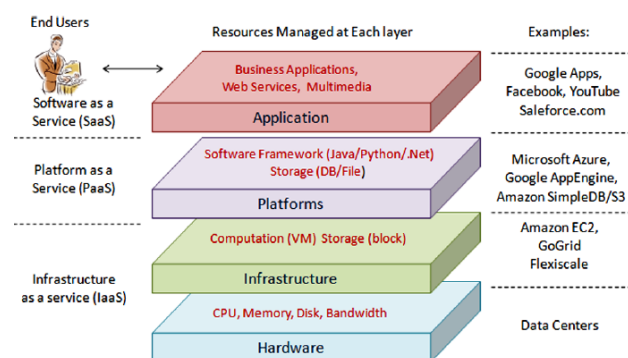 End Users
Resources Managed at Each layer
Examples:
Business Applications,
Web Services, Multimedia
Application
Software as a
Service (SaaS)
Google Apps,
Facebook, YouTube
Saleforce.com
Software Framework (Java/Python/.Net)
Storage (DB/File)
Platforms
Platform as a
Service (PaaS)
Microsoft Azure,
Google AppEngine,
Amazon SimpleDB/S3
Computation (VM) Storage (block)
Infrastructure
Amazon EC2,
GoGrid
Flexiscale
Infrastructure
as a service (IaaS)
CPU, Memory, Disk, Bandwidth
Hardware
Data Centers